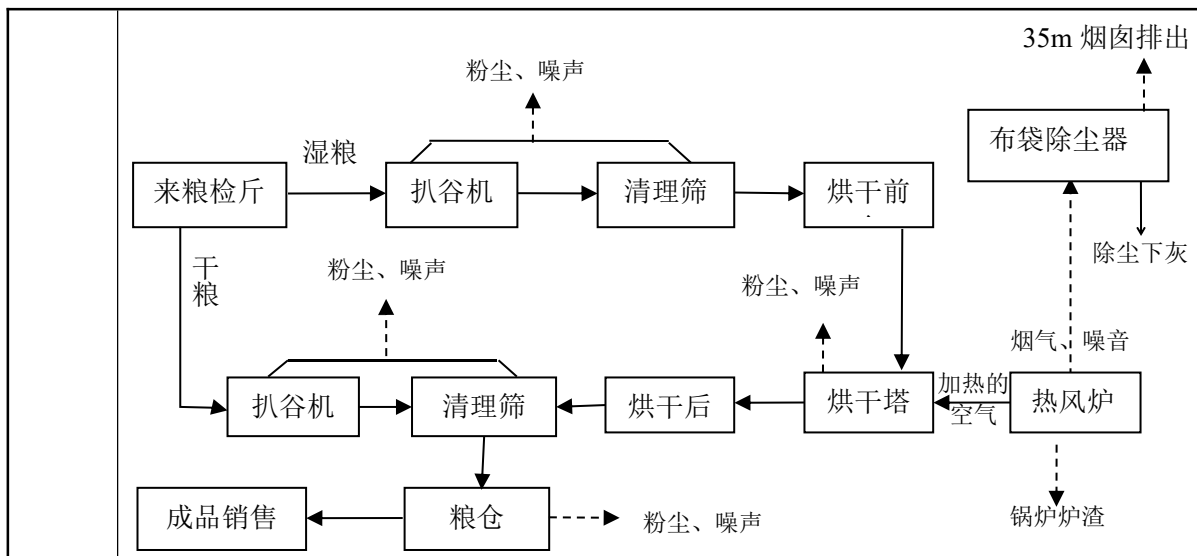 35m 烟囱排出
粉尘、噪声
布袋除尘器
湿粮
来粮检斤
扒谷机
清理筛
烘干前
除尘下灰
干粮
粉尘、噪声
粉尘、噪声
烟气、噪音
扒谷机
清理筛
烘干后
烘干塔
加热的
空气
热风炉
成品销售
粮仓
粉尘、噪声
锅炉炉渣